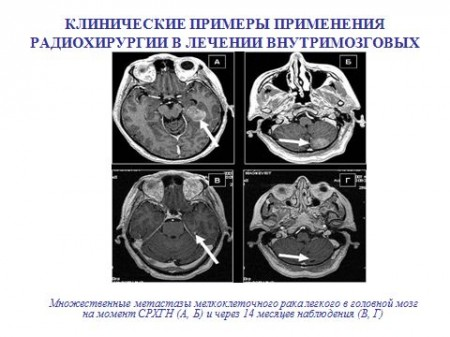 КЛИНИЧЕСКИЕ ПРИМЕРЫ ПРИМЕНЕНИЯ
РАДИОХИРУРГИИ В ЛЕЧЕНИИ ВНУТРИМОЗГОВЫХ
А
Б
В
Г
Множественные метастазы мелкоклеточного рака легкого в головной мозг
на момент СРХГН (А, Б) и через 14 месяцев наблюдения (В, Г)